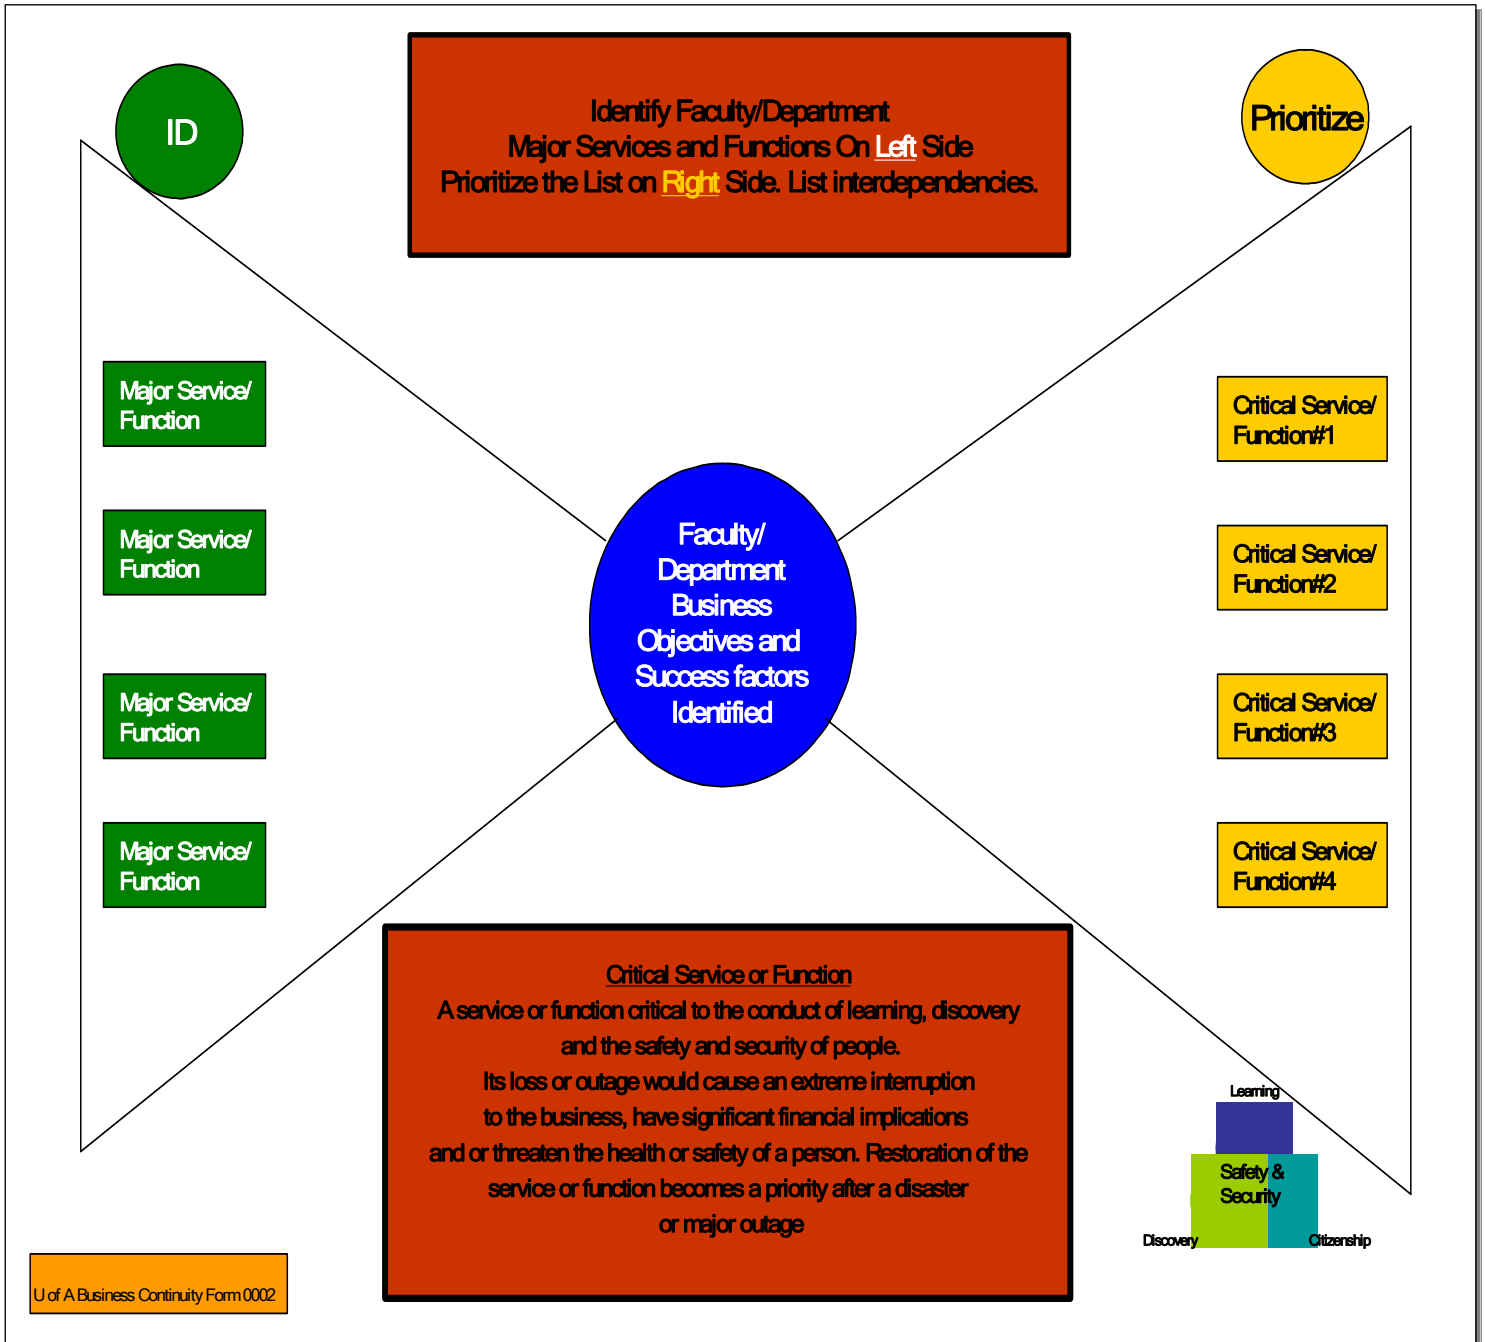 ID
Identify Faculty/Department
Major Services and Functions On Left Side
Prioritize the List on Right Side. List interdependencies.
Prioritize
Major Service/
Function
Major Service/
Function
Major Service/
Function
Major Service/
Function
Faculty/
Department
Business
Objectives and
Success factors
Identified
Critical Service/
Function#1
Critical Service/
Function#2
Critical Service/
Function#3
Critical Service/
Function#4
Critical Service or Function
A service or function critical to the conduct of learning, discovery
and the safety and security of people.
Its loss or outage would cause an extreme interruption
to the business, have significant financial implications
and or threaten the health or safety of a person. Restoration of the
service or function becomes a priority after a disaster
or major outage
Learning
Safety &
Security
Discovery
Citizenship
U of A Business Continuity Form 0002